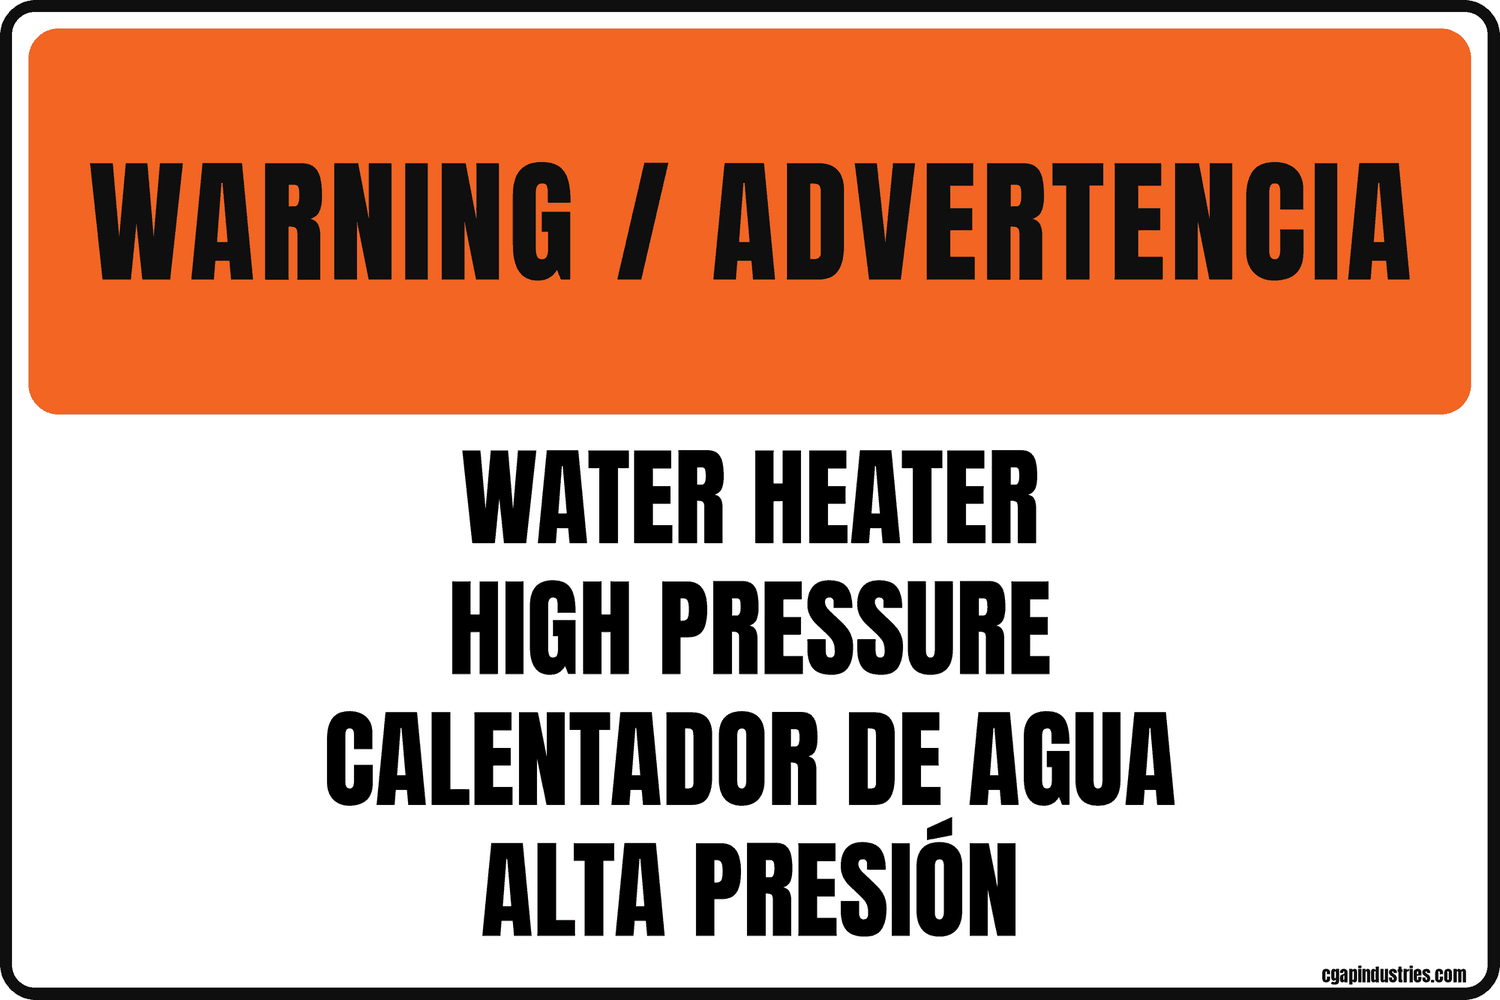 WARNING / ADVERTENCIA
WATER HEATER
HIGH PRESSURE
CALENTADOR DE AGUA
ALTA PRESIÓN
cgapindustries.com